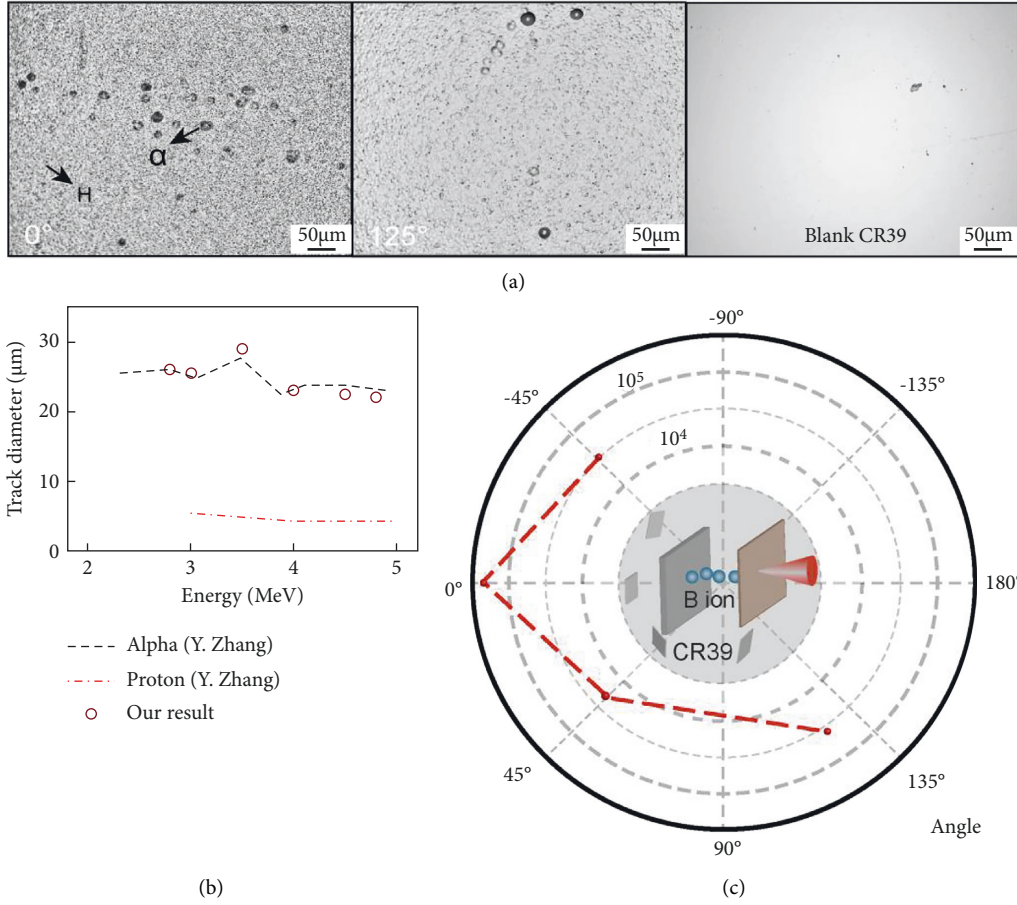 α
H
0°
50μm
125°
50μm
Blank CR39
50μm
(a)
30
20
10
0
Track diameter (μm)
2
3
4
5
Energy (MeV)
Alpha (Y. Zhang)
Proton (Y. Zhang)
Our result
(b)
-90°
-45°
-135°
10⁵
10⁴
0°
180°
B ion
CR39
45°
135°
90°
Angle
(c)